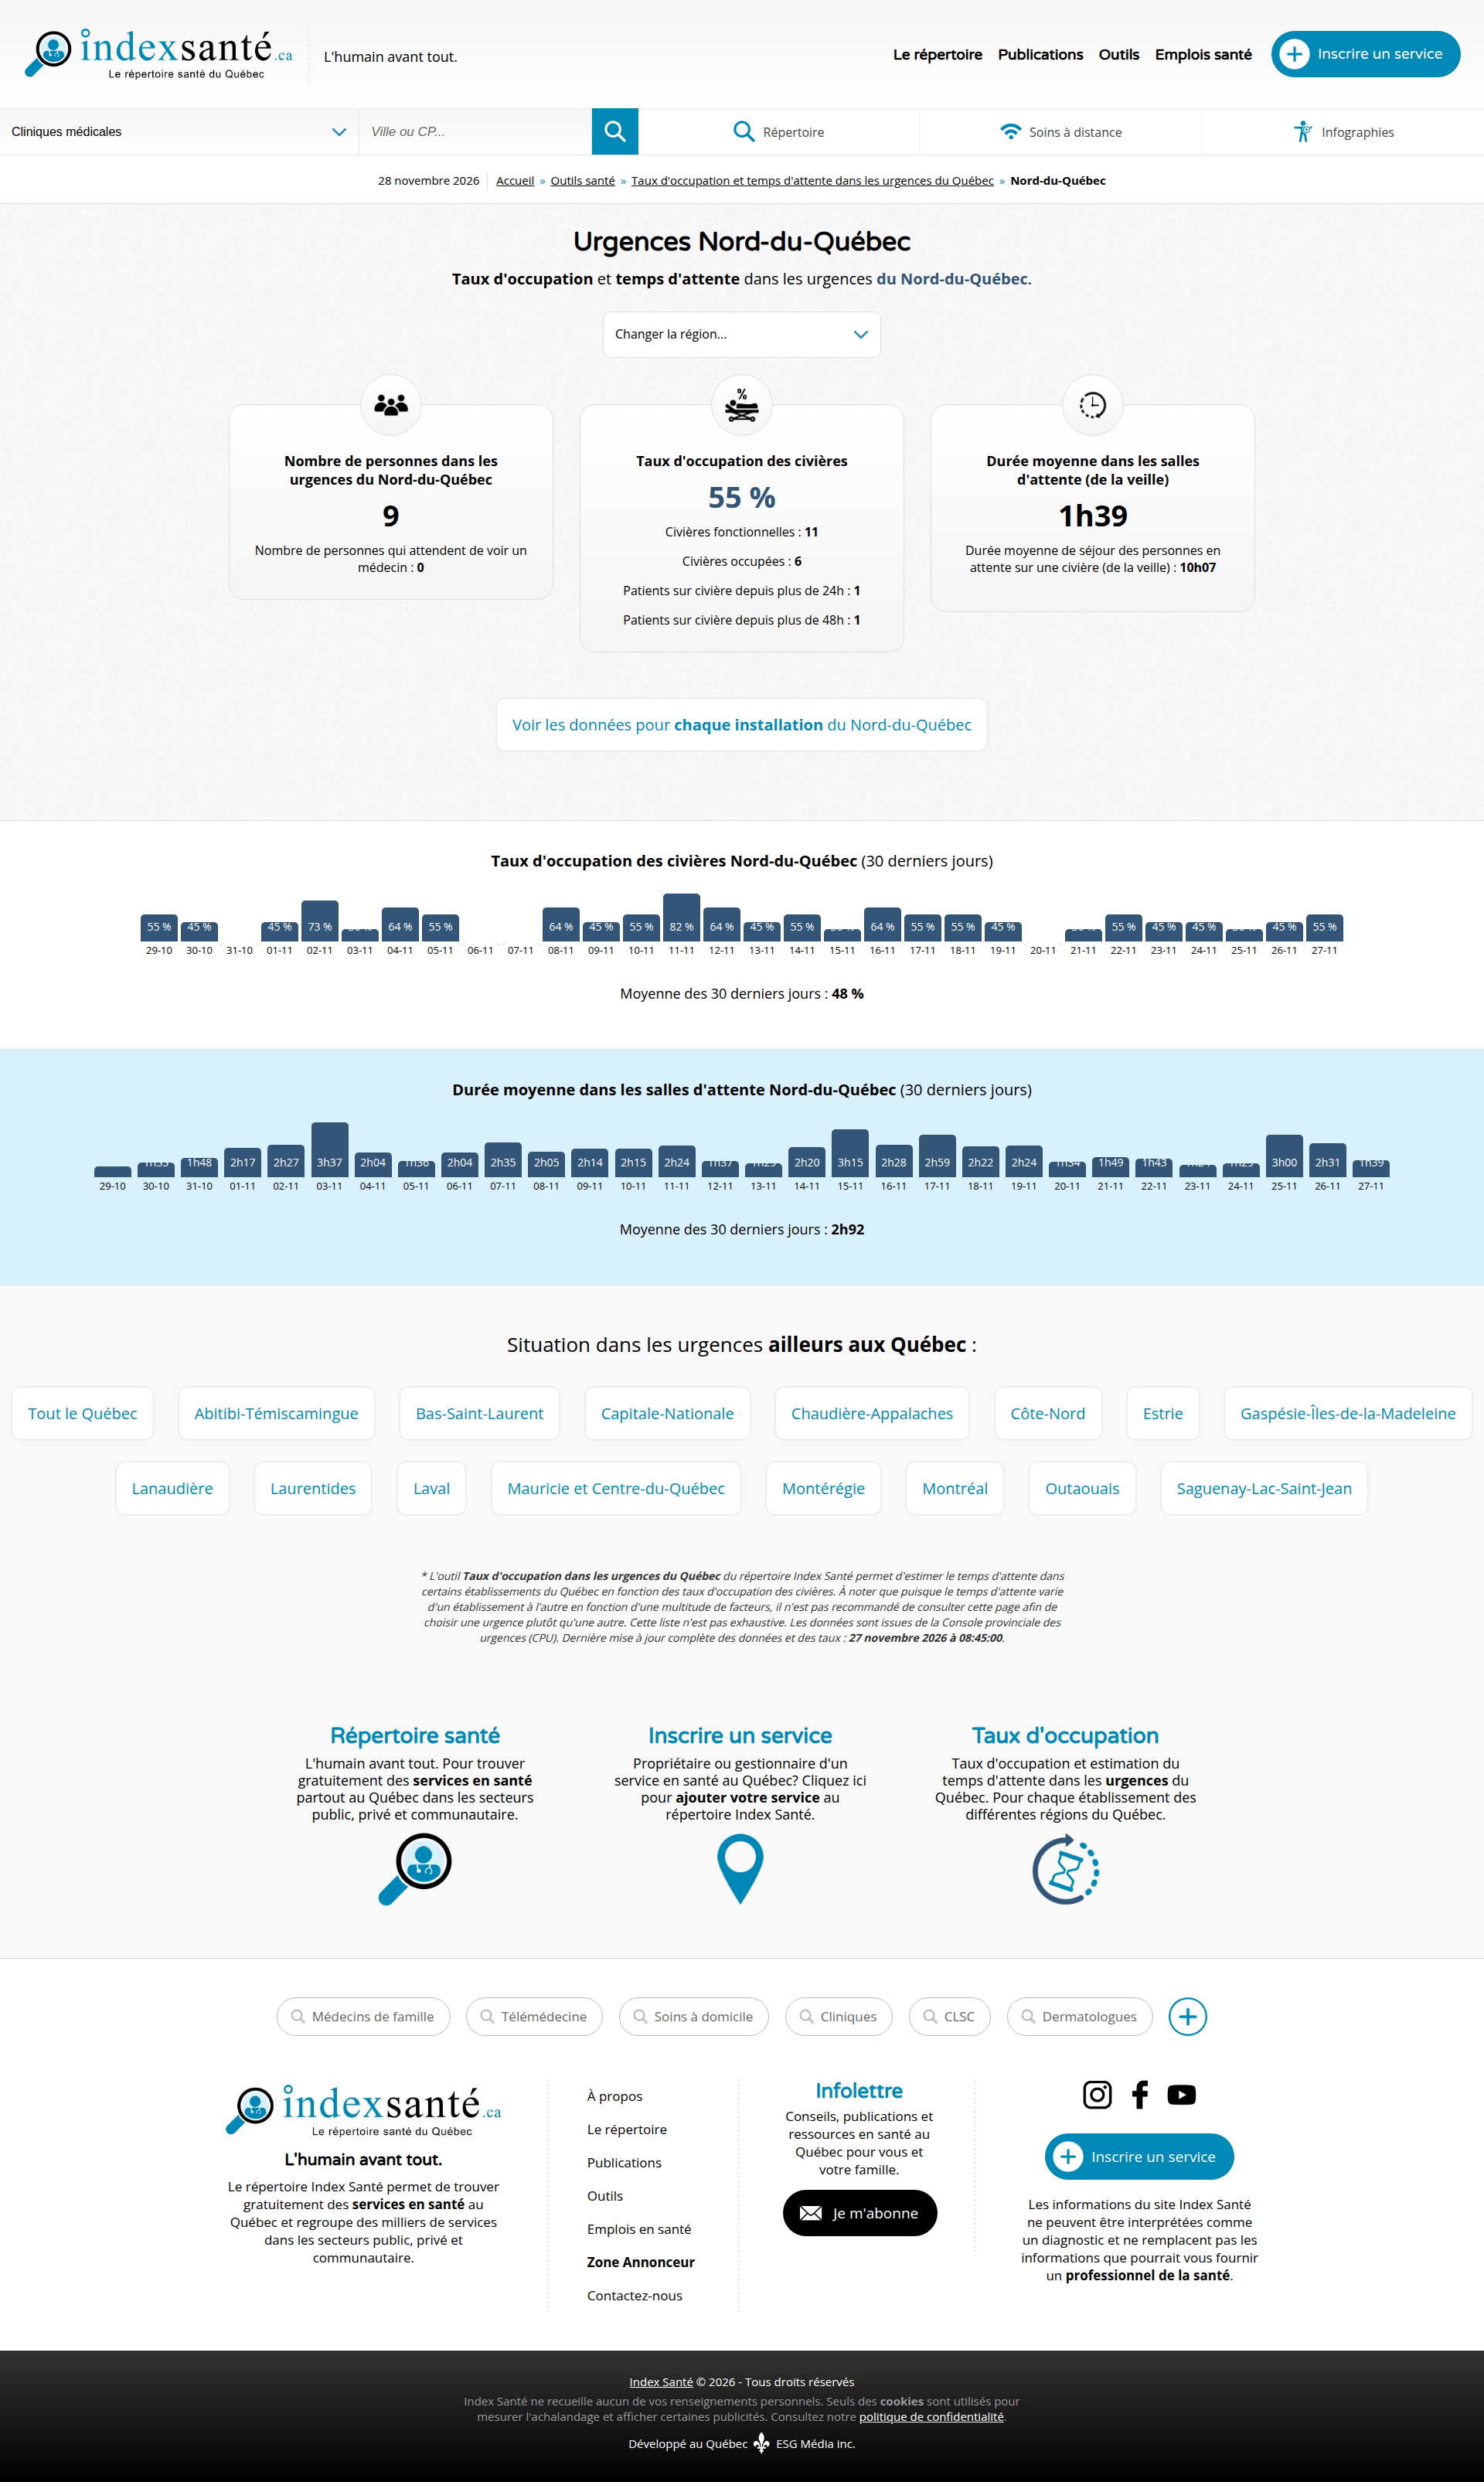 indexsanté.ca
Le répertoire santé du Québec
L'humain avant tout.
Le répertoire Publications Outils Emplois santé Inscrire un service
Cliniques médicales Ville ou CP... Répertoire Soins à distance Infographies
28 novembre 2026 Accueil » Outils santé » Taux d'occupation et temps d'attente dans les urgences du Québec » Nord-du-Québec
Urgences Nord-du-Québec
Taux d'occupation et temps d'attente dans les urgences du Nord-du-Québec.
Changer la région...
Nombre de personnes dans les
urgences du Nord-du-Québec
9
Nombre de personnes qui attendent de voir un
médecin : 0
%
Taux d'occupation des civières
55 %
Civières fonctionnelles : 11
Civières occupées : 6
Patients sur civière depuis plus de 24h : 1
Patients sur civière depuis plus de 48h : 1
Durée moyenne dans les salles
d'attente (de la veille)
1h39
Durée moyenne de séjour des personnes en
attente sur une civière (de la veille) : 10h07
Voir les données pour chaque installation du Nord-du-Québec
Taux d'occupation des civières Nord-du-Québec (30 derniers jours)
55 % 45 % 45 % 73 % 64 % 55 % 64 % 45 % 55 % 82 % 64 % 45 % 55 % 64 % 55 % 55 % 45 % 55 % 45 % 45 % 45 % 55 %
29-10 30-10 31-10 01-11 02-11 03-11 04-11 05-11 06-11 07-11 08-11 09-11 10-11 11-11 12-11 13-11 14-11 15-11 16-11 17-11 18-11 19-11 20-11 21-11 22-11 23-11 24-11 25-11 26-11 27-11
Moyenne des 30 derniers jours : 48 %
Durée moyenne dans les salles d'attente Nord-du-Québec (30 derniers jours)
1h48 2h17 2h27 3h37 2h04 1h36 2h04 2h35 2h05 2h14 2h15 2h24 1h37 2h20 3h15 2h28 2h59 2h22 2h24 1h34 1h49 1h43 3h00 2h31 1h39
29-10 30-10 31-10 01-11 02-11 03-11 04-11 05-11 06-11 07-11 08-11 09-11 10-11 11-11 12-11 13-11 14-11 15-11 16-11 17-11 18-11 19-11 20-11 21-11 22-11 23-11 24-11 25-11 26-11 27-11
Moyenne des 30 derniers jours : 2h92
Situation dans les urgences ailleurs aux Québec :
Tout le Québec Abitibi-Témiscamingue Bas-Saint-Laurent Capitale-Nationale Chaudière-Appalaches Côte-Nord Estrie Gaspésie-Îles-de-la-Madeleine
Lanaudière Laurentides Laval Mauricie et Centre-du-Québec Montérégie Montréal Outaouais Saguenay-Lac-Saint-Jean
* L'outil Taux d'occupation dans les urgences du Québec du répertoire Index Santé permet d'estimer le temps d'attente dans
certains établissements du Québec en fonction des taux d'occupation des civières. À noter que puisque le temps d'attente varie
d'un établissement à l'autre en fonction d'une multitude de facteurs, il n'est pas recommandé de consulter cette page afin de
choisir une urgence plutôt qu'une autre. Cette liste n'est pas exhaustive. Les données sont issues de la Console provinciale des
urgences (CPU). Dernière mise à jour complète des données et des taux : 27 novembre 2026 à 08:45:00.
Répertoire santé
L'humain avant tout. Pour trouver
gratuitement des services en santé
partout au Québec dans les secteurs
public, privé et communautaire.
Inscrire un service
Propriétaire ou gestionnaire d'un
service en santé au Québec? Cliquez ici
pour ajouter votre service au
répertoire Index Santé.
Taux d'occupation
Taux d'occupation et estimation du
temps d'attente dans les urgences du
Québec. Pour chaque établissement des
différentes régions du Québec.
Médecins de famille Télémédecine Soins à domicile Cliniques CLSC Dermatologues
indexsanté.ca
Le répertoire santé du Québec
L'humain avant tout.
Le répertoire Index Santé permet de trouver
gratuitement des services en santé au
Québec et regroupe des milliers de services
dans les secteurs public, privé et
communautaire.
À propos
Le répertoire
Publications
Outils
Emplois en santé
Zone Annonceur
Contactez-nous
Infolettre
Conseils, publications et
ressources en santé au
Québec pour vous et
votre famille.
Je m'abonne
Inscrire un service
Les informations du site Index Santé
ne peuvent être interprétées comme
un diagnostic et ne remplacent pas les
informations que pourrait vous fournir
un professionnel de la santé.
Index Santé © 2026 - Tous droits réservés
Index Santé ne recueille aucun de vos renseignements personnels. Seuls des cookies sont utilisés pour
mesurer l'achalandage et afficher certaines publicités. Consultez notre politique de confidentialité.
Développé au Québec ESG Média inc.